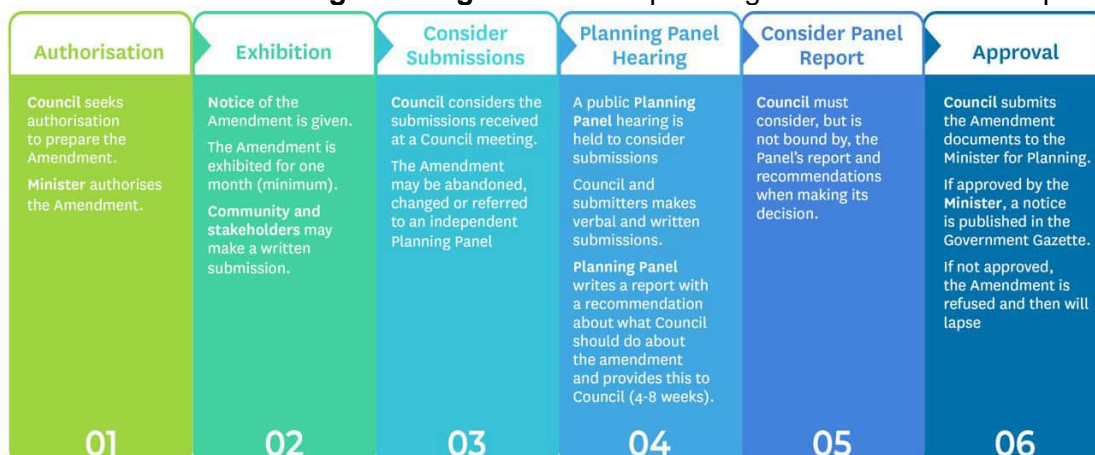 Authorisation
Council seeks
authorisation
to prepare the
Amendment.
Minister authorises
the Amendment.
01
Exhibition
Notice of the
Amendment is given.
The Amendment is
exhibited for one
month (minimum).
Community and
stakeholders may
make a written
submission.
02
Consider
Submissions
Council considers the
submissions received
at a Council meeting.
The Amendment
may be abandoned,
changed or referred
to an independent
Planning Panel
03
Planning Panel
Hearing
A public Planning
Panel hearing is
held to consider
submissions
Council and
submitters makes
verbal and written
submissions.
Planning Panel
writes a report with
a recommendation
about what Council
should do about
the amendment
and provides this to
Council (4-8 weeks).
04
Consider Panel
Report
Council must
consider, but is
not bound by, the
Panel's report and
recommendations
when making its
decision.
05
Approval
Council submits
the Amendment
documents to the
Minister for Planning.
If approved by the
Minister, a notice
is published in the
Government Gazette.
If not approved,
the Amendment is
refused and then will
lapse
06